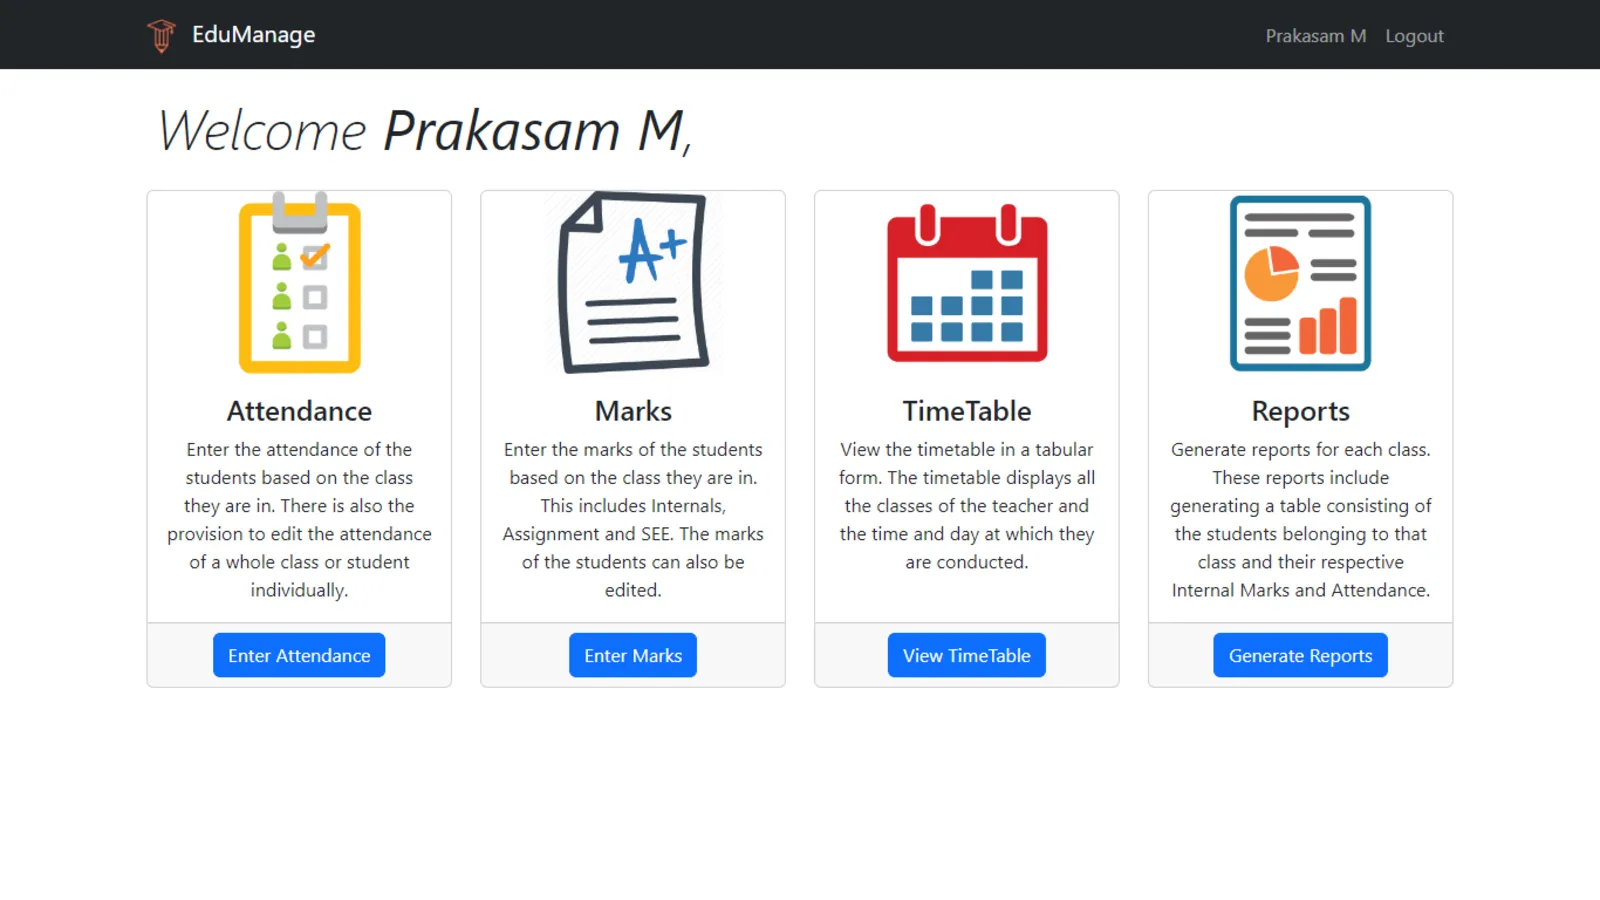 EduManage
Prakasam M
Logout
Welcome Prakasam M,
A+
Attendance
Enter the attendance of the
students based on the class
they are in. There is also the
provision to edit the attendance
of a whole class or student
individually.
Enter Attendance
Marks
Enter the marks of the students
based on the class they are in.
This includes Internals,
Assignment and SEE. The marks
of the students can also be
edited.
Enter Marks
TimeTable
View the timetable in a tabular
form. The timetable displays all
the classes of the teacher and
the time and day at which they
are conducted.
View TimeTable
Reports
Generate reports for each class.
These reports include
generating a table consisting of
the students belonging to that
class and their respective
Internal Marks and Attendance.
Generate Reports